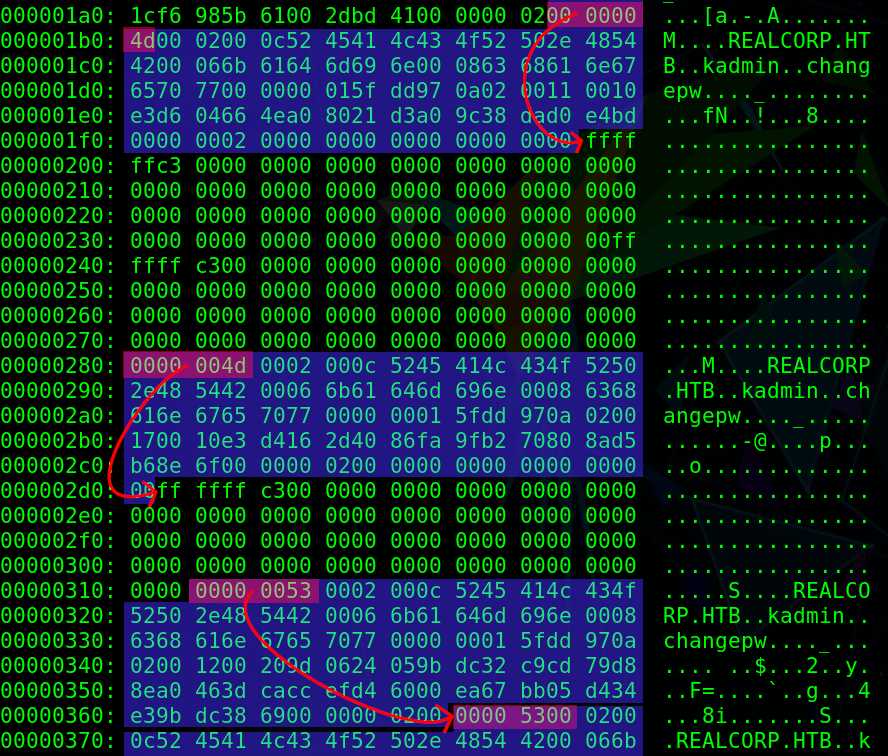 000001a0: 1cf6 985b 6100 2dbd 4100 0000 0200 0000 ...[a.-.A.......
000001b0: 4d00 0200 0c52 4541 4c43 4f52 502e 4854 M....REALCORP.HT
000001c0: 4200 066b 6164 6d69 6e00 0863 6861 6e67 B..kadmin..chang
000001d0: 6570 7700 0000 015f dd97 0a02 0011 0010 epw...._........
000001e0: e3d6 0466 4ea0 8021 d3a9 9c38 dad0 e4bd ...fN..!...8....
000001f0: 0000 0002 0000 0000 0000 0000 0000 ffff ................
00000200: ffc3 0000 0000 0000 0000 0000 0000 0000 ................
00000210: 0000 0000 0000 0000 0000 0000 0000 0000 ................
00000220: 0000 0000 0000 0000 0000 0000 0000 0000 ................
00000230: 0000 0000 0000 0000 0000 0000 0000 00ff ................
00000240: ffff c300 0000 0000 0000 0000 0000 0000 ................
00000250: 0000 0000 0000 0000 0000 0000 0000 0000 ................
00000260: 0000 0000 0000 0000 0000 0000 0000 0000 ................
00000270: 0000 0000 0000 0000 0000 0000 0000 0000 ................
00000280: 0000 004d 0002 000c 5245 414c 434f 5250 ...M....REALCORP
00000290: 2e48 5442 0006 6b61 646d 696e 0008 6368 .HTB..kadmin..ch
000002a0: 616e 6765 7077 0000 0001 5fdd 970a 0200 angepw...._.....
000002b0: 1700 10e3 d416 2d40 86fa 9fb2 7080 8ad5 ......-@....p...
000002c0: b68e 6f00 0000 0200 0000 0000 0000 0000 ..o.............
000002d0: 00ff ffff c300 0000 0000 0000 0000 0000 ................
000002e0: 0000 0000 0000 0000 0000 0000 0000 0000 ................
000002f0: 0000 0000 0000 0000 0000 0000 0000 0000 ................
00000300: 0000 0000 0000 0000 0000 0000 0000 0000 ................
00000310: 0000 0000 0053 0002 000c 5245 414c 434f .....S....REALCO
00000320: 5250 2e48 5442 0006 6b61 646d 696e 0008 RP.HTB..kadmin..
00000330: 6368 616e 6765 7077 0000 0001 5fdd 970a changepw...._...
00000340: 0200 1200 209d 0624 059b dc32 c9cd 79d8 .... ..$...2..y.
00000350: 8ea0 463d cacc efd4 6000 ea67 bb05 d434 ..F=....`..g...4
00000360: e39b dc38 6900 0000 0200 0000 5300 0200 ...8i.......S...
00000370: 0c52 4541 4c43 4f52 502e 4854 4200 066b .REALCORP.HTB..k